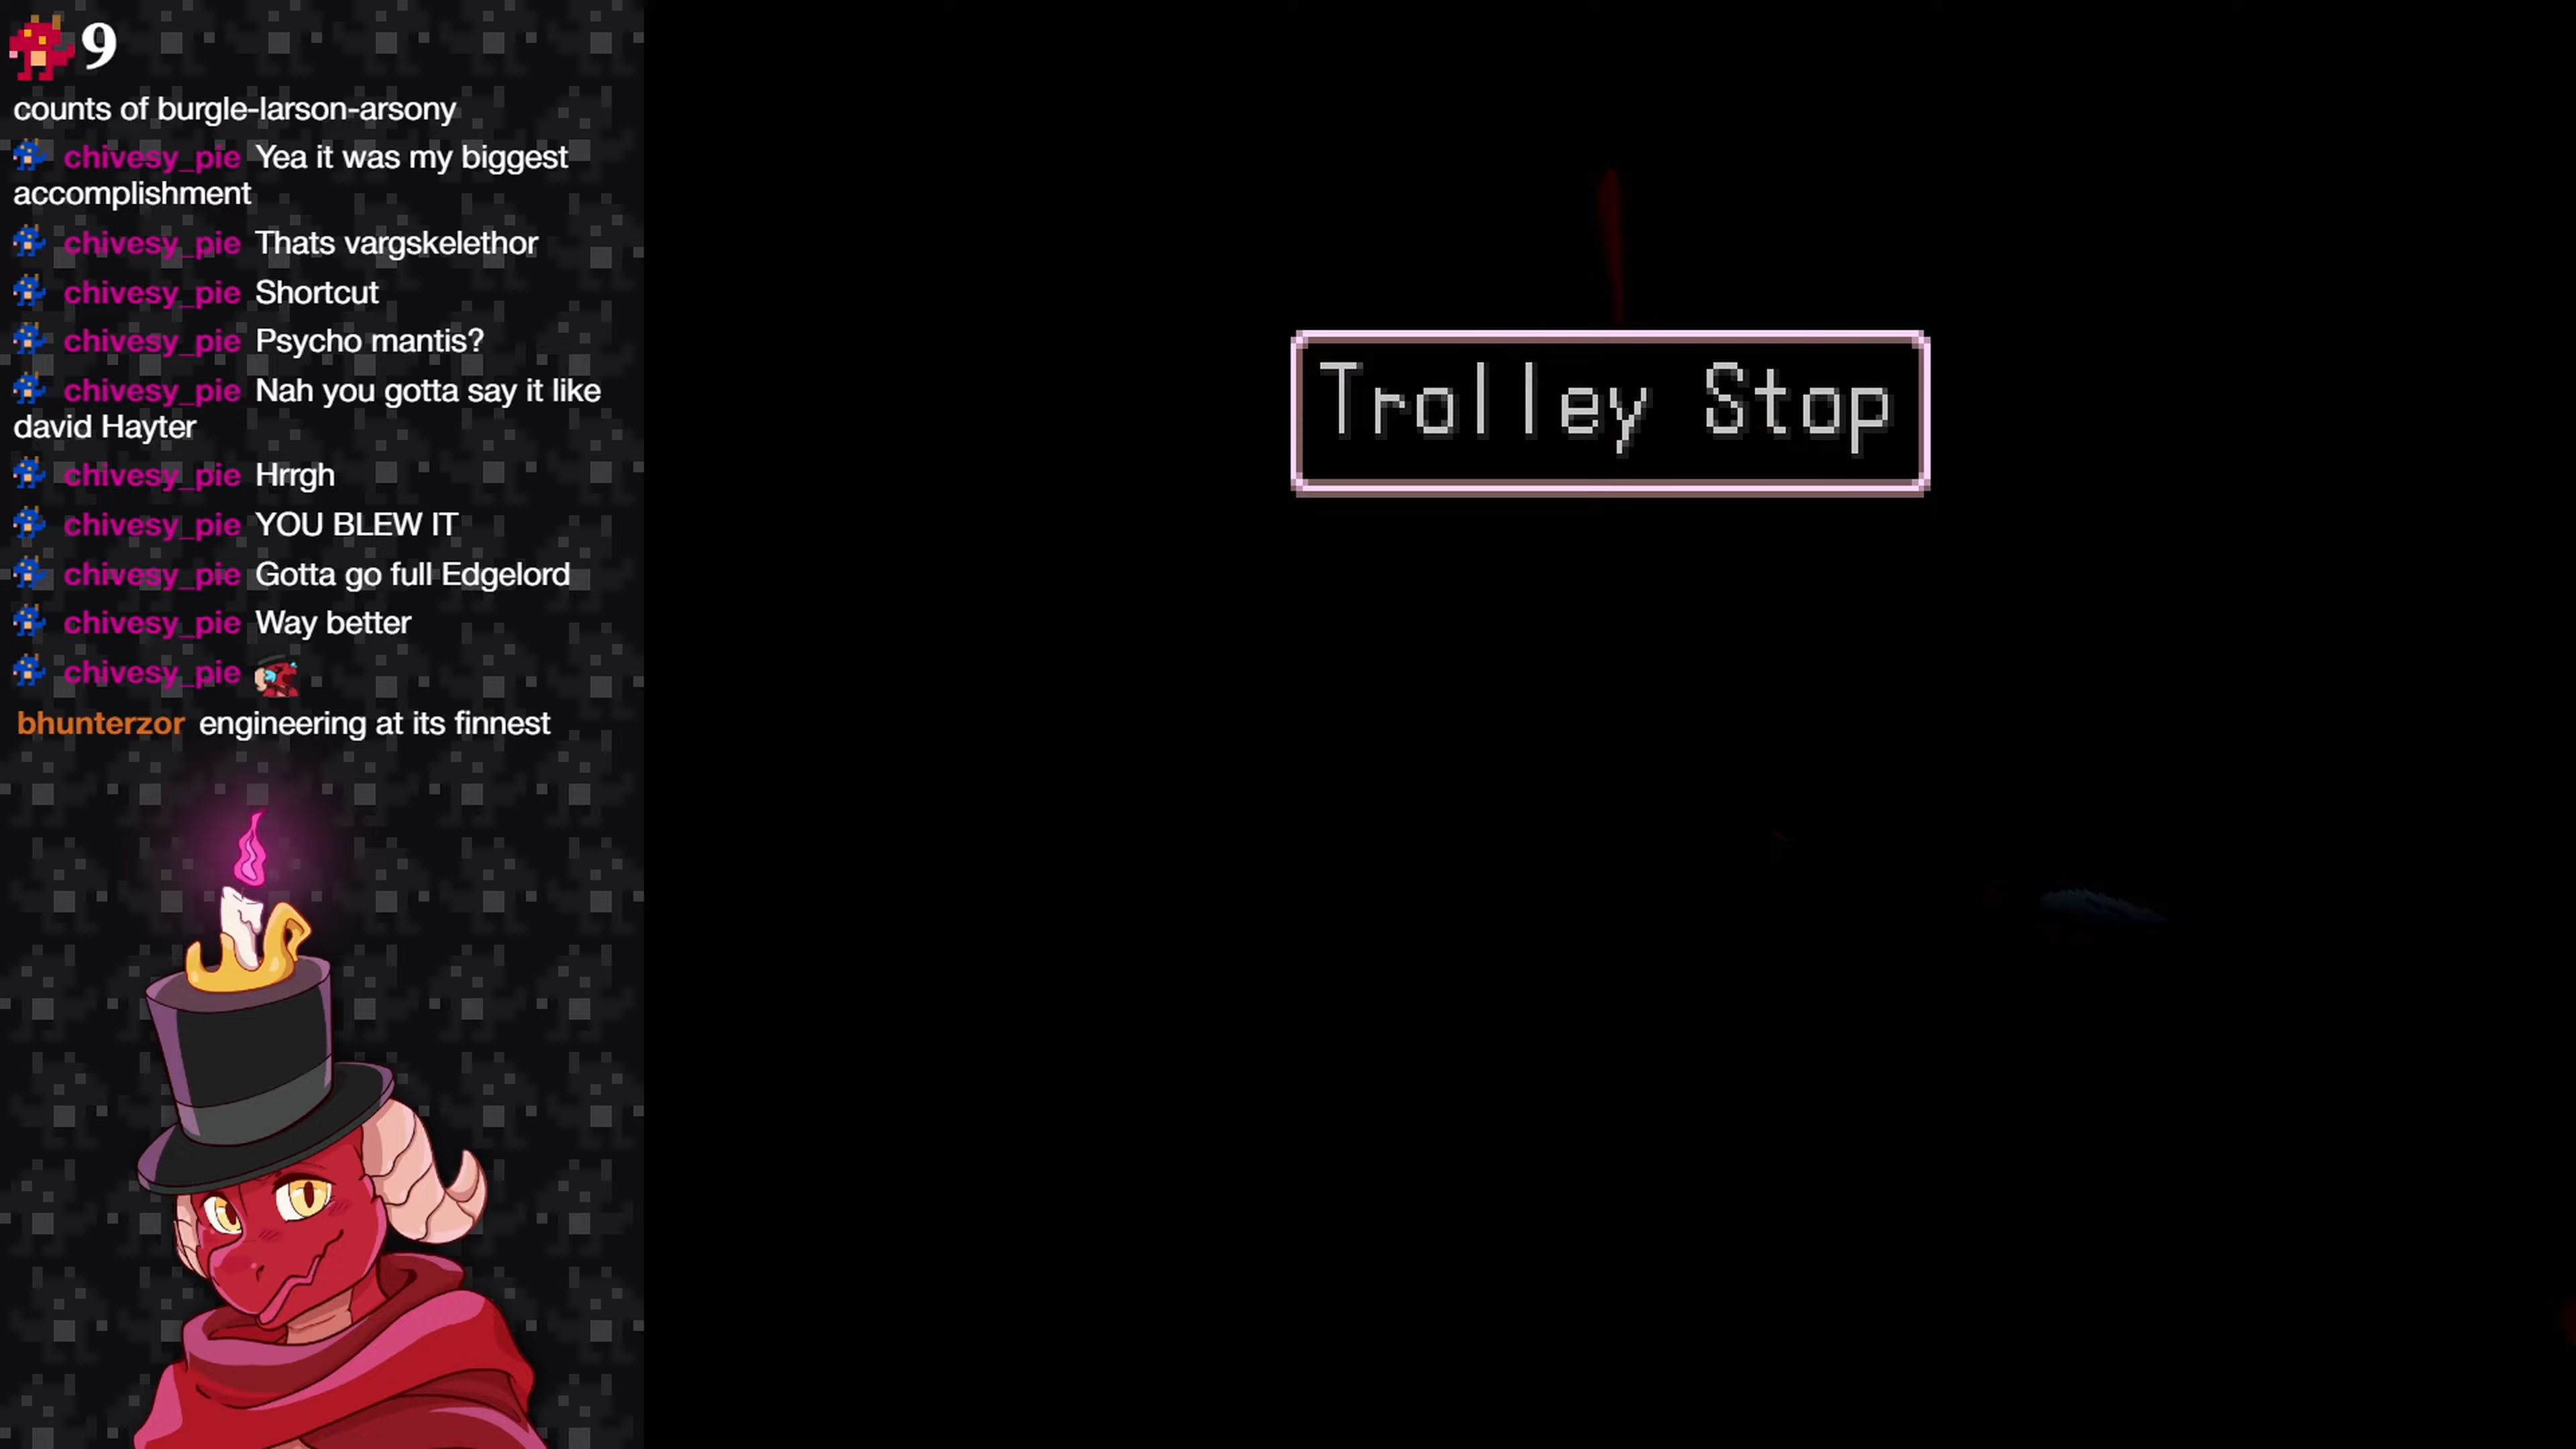 9
counts of burgle-larson-arsony
chivesy_pie Yea it was my biggest
accomplishment
chivesy_pie Thats vargskelethor
chivesy_pie Shortcut
chivesy_pie Psycho mantis?
chivesy_pie Nah you gotta say it like
david Hayter
chivesy_pie Hrrgh
chivesy_pie YOU BLEW IT
chivesy_pie Gotta go full Edgelord
chivesy_pie Way better
chivesy_pie
bhunterzor engineering at its finnest
Trolley Stop